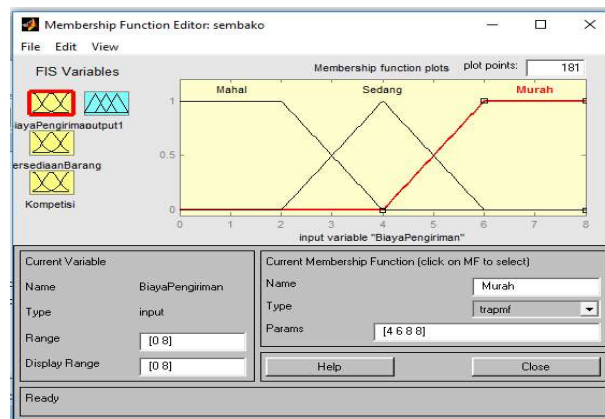 Membership Function Editor: sembako
File Edit View
FIS Variables
Membership function plots plot points: 181
Mahal Sedang Murah
1
0.5
0
0 1 2 3 4 5 6 7 8
input variable "BiayaPengiriman"
iayaPengirimanoutput1
ersediaanBarang
Kompetisi
Current Variable
Name BiayaPengiriman
Type input
Range [0 8]
Display Range [0 8]
Current Membership Function (click on MF to select)
Name Murah
Type trapmf
Params [4 6 8 8]
Help Close
Ready